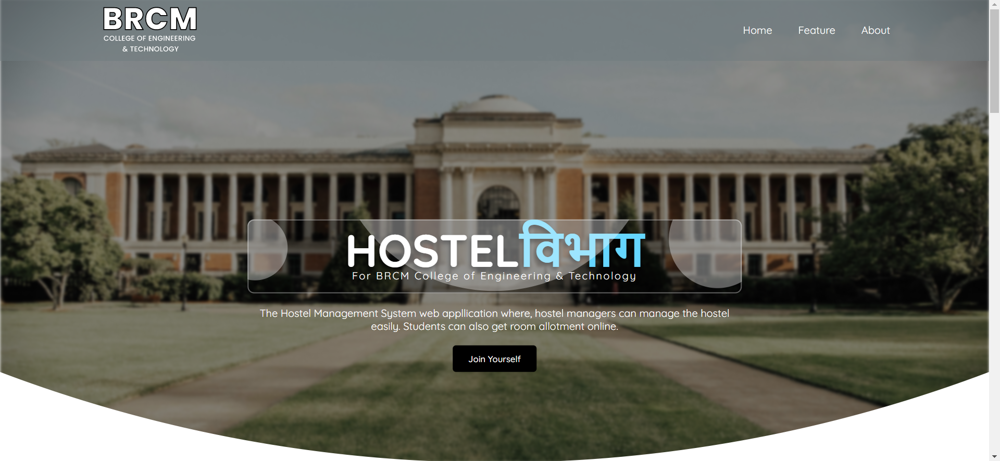 BRCM
COLLEGE OF ENGINEERING
& TECHNOLOGY
Home Feature About
HOSTELविभाग
For BRCM College of Engineering & Technology
The Hostel Management System web appllication where, hostel managers can manage the hostel
easily. Students can also get room allotment online.
Join Yourself